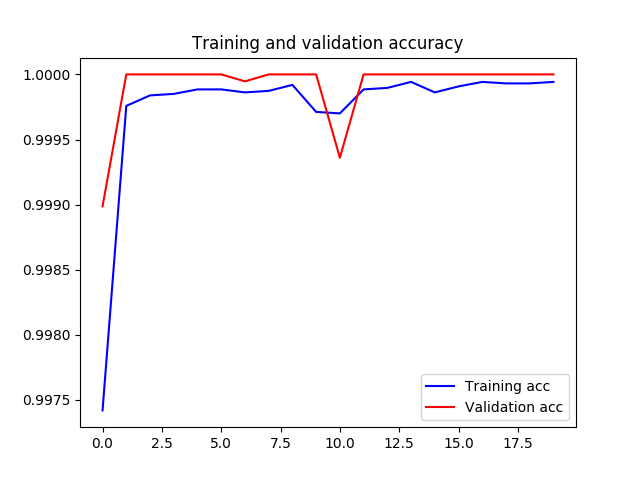 Training and validation accuracy
1.0000
0.9995
0.9990
0.9985
0.9980
0.9975
0.0 2.5 5.0 7.5 10.0 12.5 15.0 17.5
Training acc
Validation acc